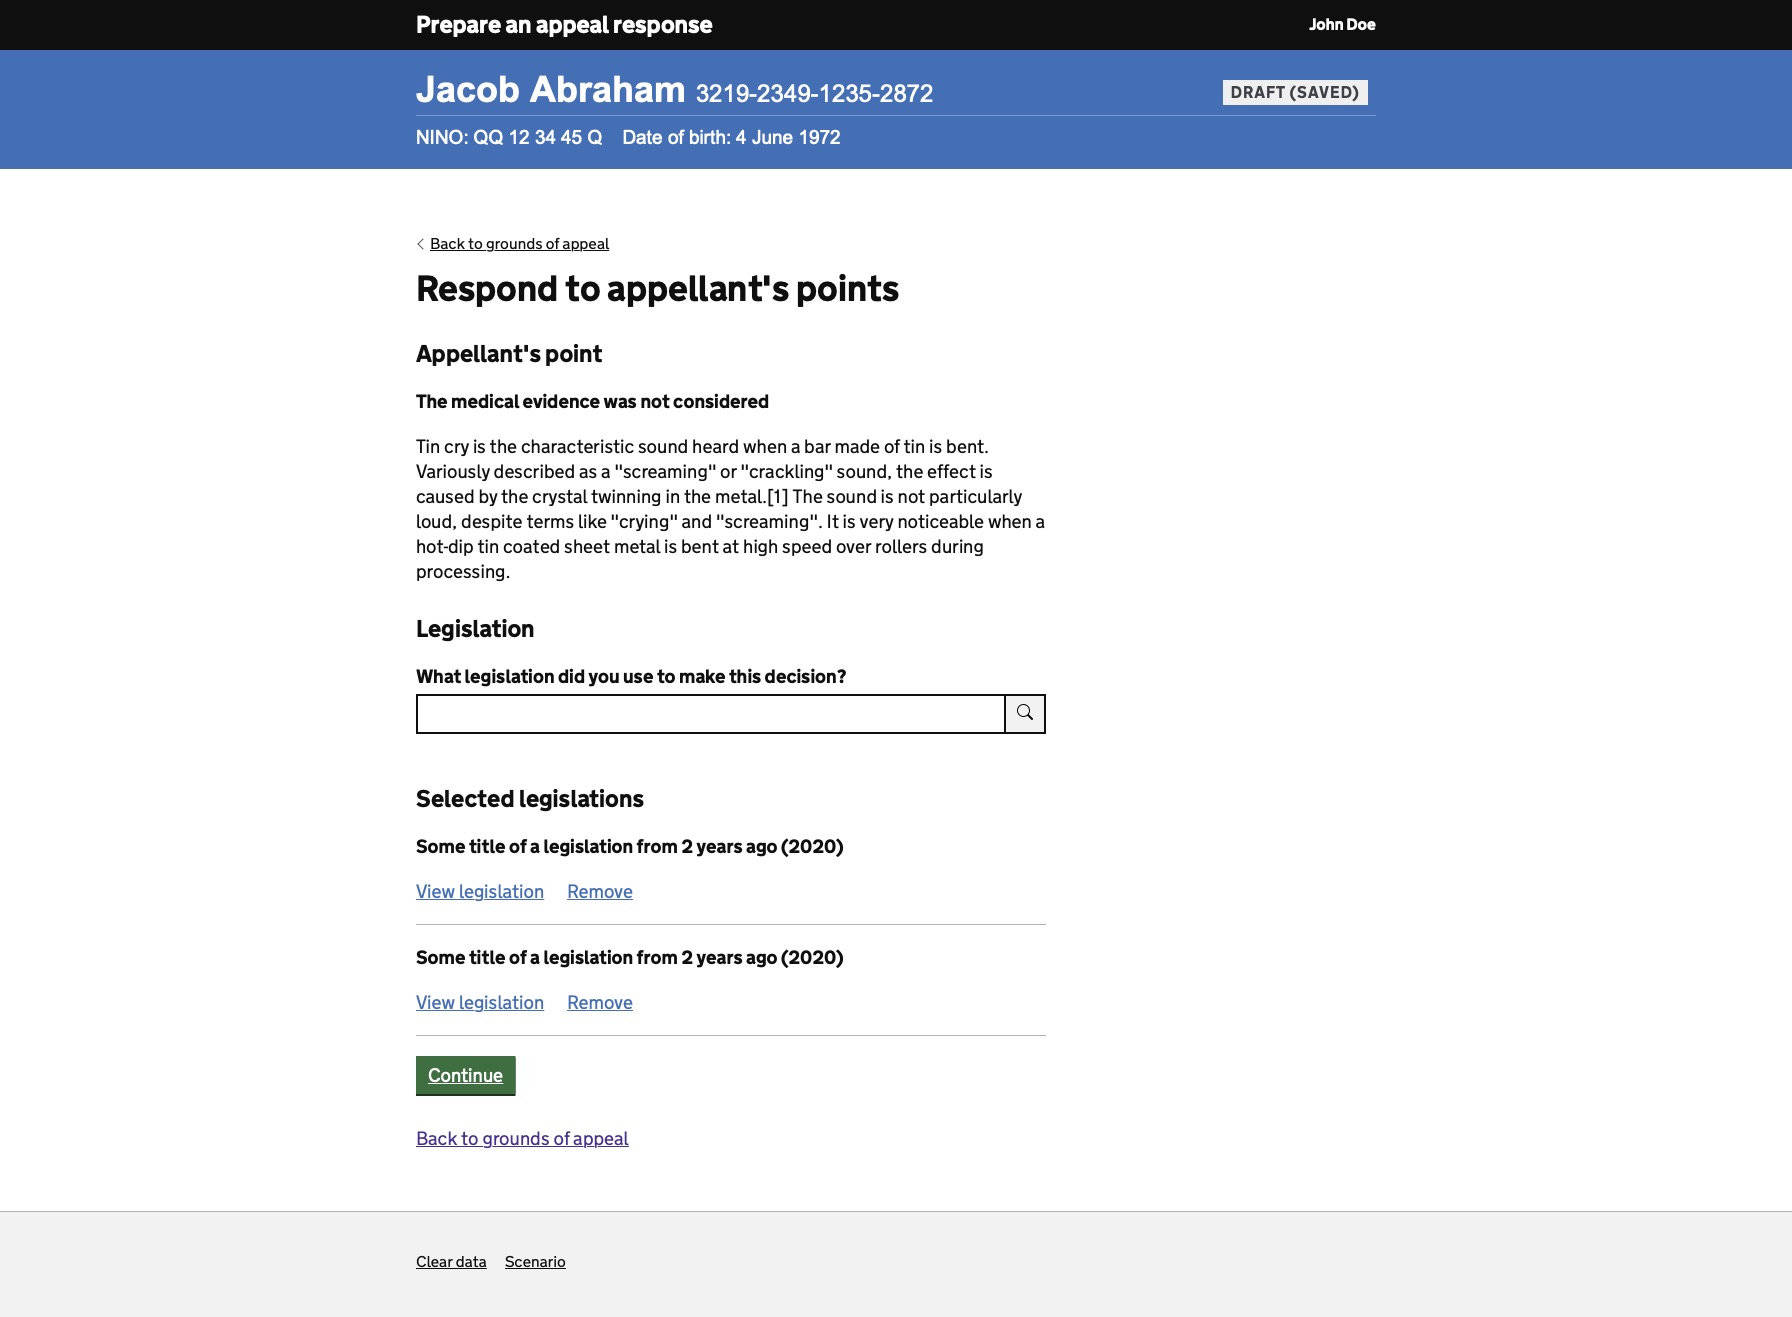 Prepare an appeal response
John Doe
Jacob Abraham 3219-2349-1235-2872
DRAFT (SAVED)
NINO: QQ 12 34 45 Q Date of birth: 4 June 1972
Back to grounds of appeal
Respond to appellant's points
Appellant's point
The medical evidence was not considered
Tin cry is the characteristic sound heard when a bar made of tin is bent.
Variously described as a "screaming" or "crackling" sound, the effect is
caused by the crystal twinning in the metal.[1] The sound is not particularly
loud, despite terms like "crying" and "screaming". It is very noticeable when a
hot-dip tin coated sheet metal is bent at high speed over rollers during
processing.
Legislation
What legislation did you use to make this decision?
Selected legislations
Some title of a legislation from 2 years ago (2020)
View legislation Remove
Some title of a legislation from 2 years ago (2020)
View legislation Remove
Continue
Back to grounds of appeal
Clear data Scenario